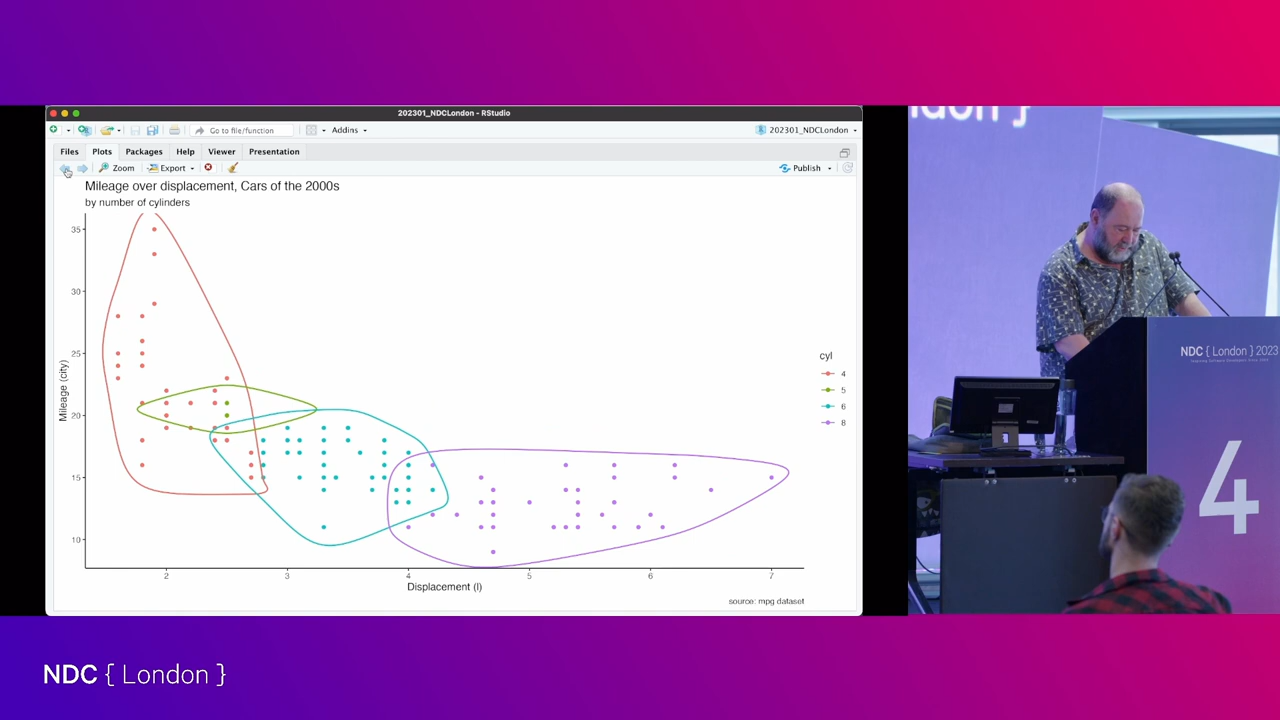 202301_NDCLondon - RStudio
Go to file/function
Addins
202301_NDCLondon
Files
Plots
Packages
Help
Viewer
Presentation
Zoom
Export
Publish
Mileage over displacement, Cars of the 2000s
by number of cylinders
35
30
25
20
15
10
Mileage (city)
2
3
4
5
6
7
Displacement (l)
source: mpg dataset
cyl
4
5
6
8
ondon }
NDC { London } 2023
4
NDC { London }